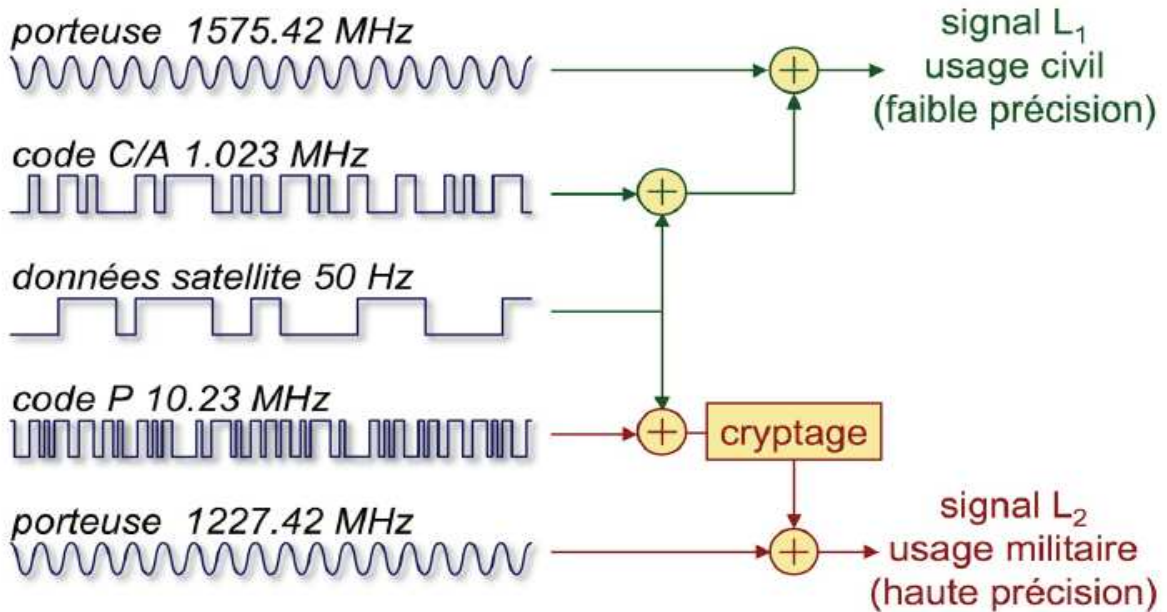 porteuse 1575.42 MHz
signal L₁
usage civil
(faible précision)
code C/A 1.023 MHz
données satellite 50 Hz
code P 10.23 MHz
cryptage
porteuse 1227.42 MHz
signal L₂
usage militaire
(haute précision)